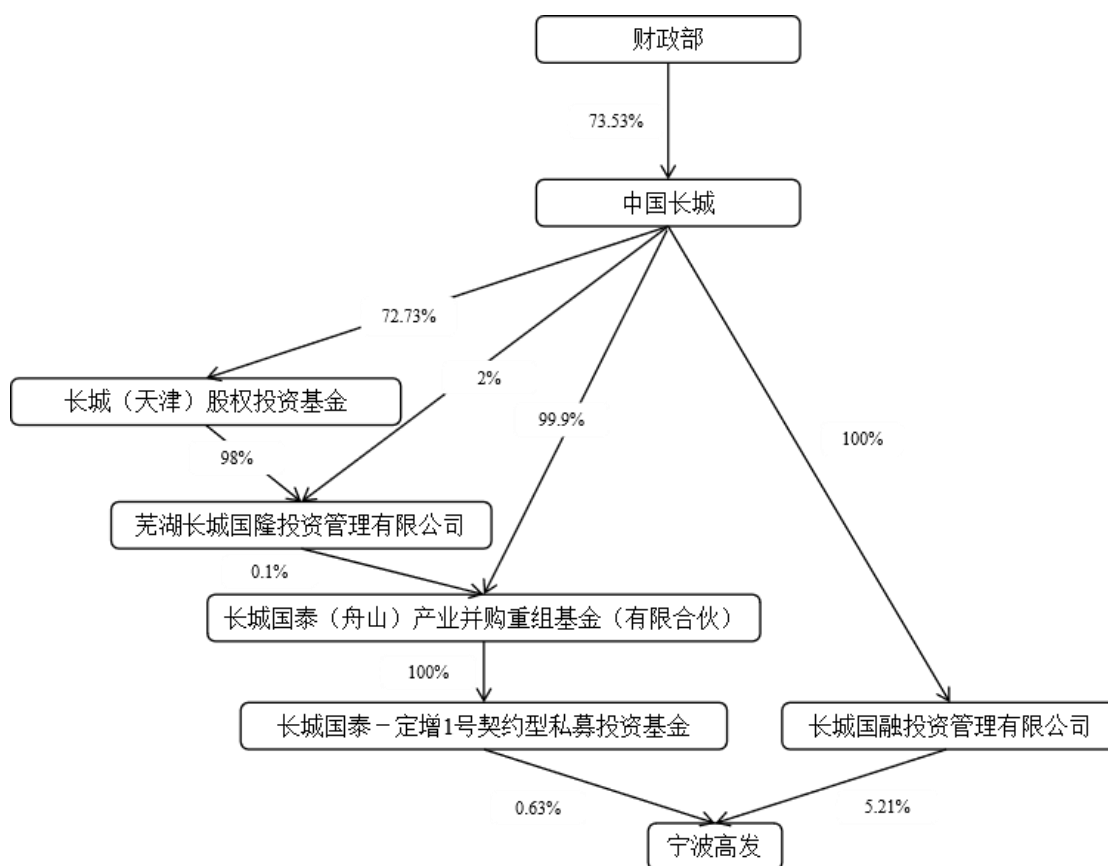 财政部
73.53%
中国长城
72.73%
2%
长城（天津）股权投资基金
99.9%
100%
98%
芜湖长城国隆投资管理有限公司
0.1%
长城国泰（舟山）产业并购重组基金（有限合伙）
100%
长城国泰－定增1号契约型私募投资基金
长城国融投资管理有限公司
0.63%
5.21%
宁波高发